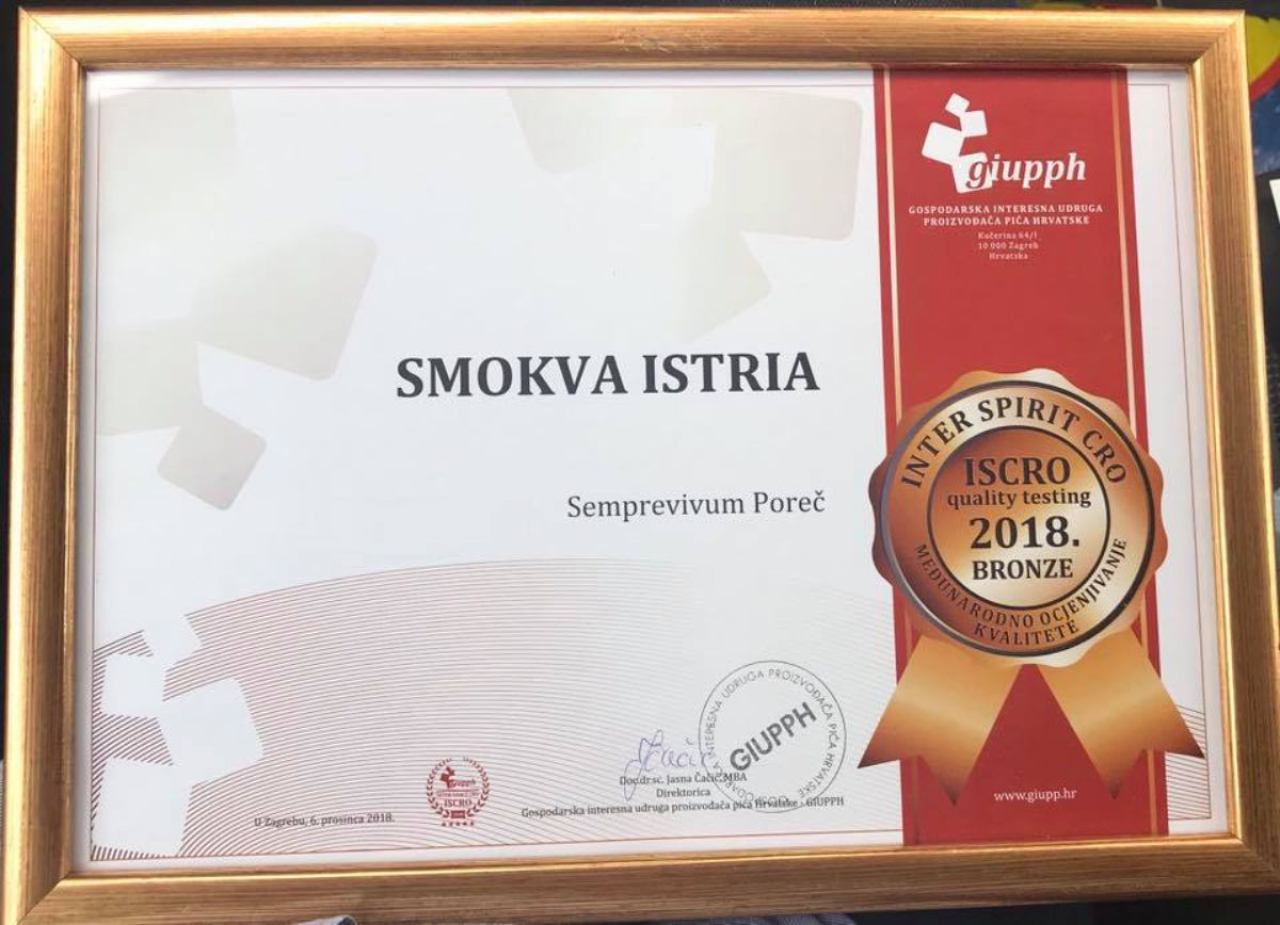 giupph
GOSPODARSKA INTERESNA UDRUGA
PROIZVOĐAČA PIĆA HRVATSKE
Kučerina 64/I
10 000 Zagreb
Hrvatska
SMOKVA ISTRIA
Semprevivum Poreč
INTER SPIRIT CRO
ISCRO
quality testing
2018.
BRONZE
MEĐUNARODNO OCJENJIVANJE
KVALITETE
www.giupp.hr
GIUPPH
Doc.dr.sc. Jasna Čačić, MBA
Direktorica
Gospodarska interesna udruga proizvođača pića Hrvatske - GIUPPH
giupph
ISCRO
U Zagrebu, 6. prosinca 2018.